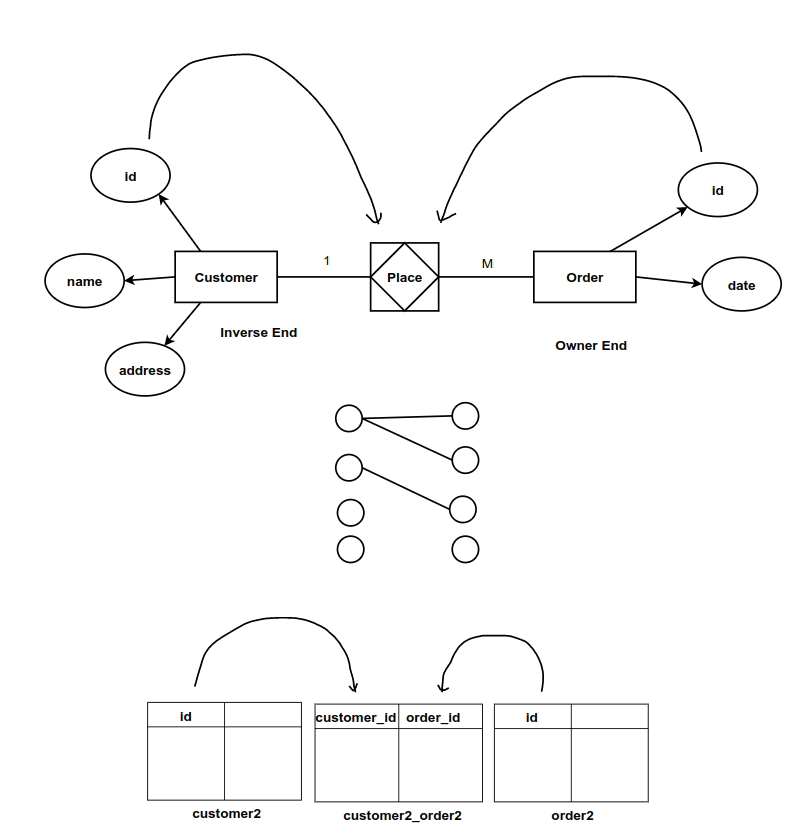 id
id
1
M
name
Customer
Place
Order
date
Inverse End
Owner End
address
id
customer_id
order_id
id
customer2
customer2_order2
order2